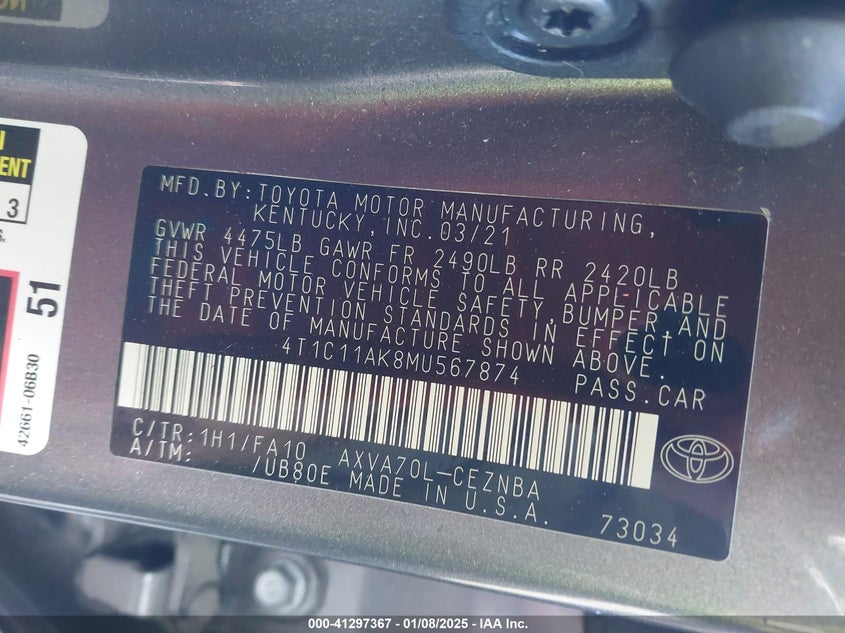 MFD.BY:TOYOTA MOTOR MANUFACTURING,
KENTUCKY, INC.03/21
GVWR 4475LB GAWR FR 2490LB RR 2420LB
THIS VEHICLE CONFORMS TO ALL APPLICABLE
FEDERAL MOTOR VEHICLE SAFETY,BUMPER,AND
THEFT PREVENTION STANDARDS IN EFFECT ON
THE DATE OF MANUFACTURE SHOWN ABOVE.
4T1C11AK8MU567874
PASS.CAR
C/TR:1H1/FA10 AXVA70L-CEZNBA
A/TM: /UB80E MADE IN U.S.A.
73034
ENT
3
S.
51
42661-06B30
000-41297367 - 01/08/2025 - IAA Inc.